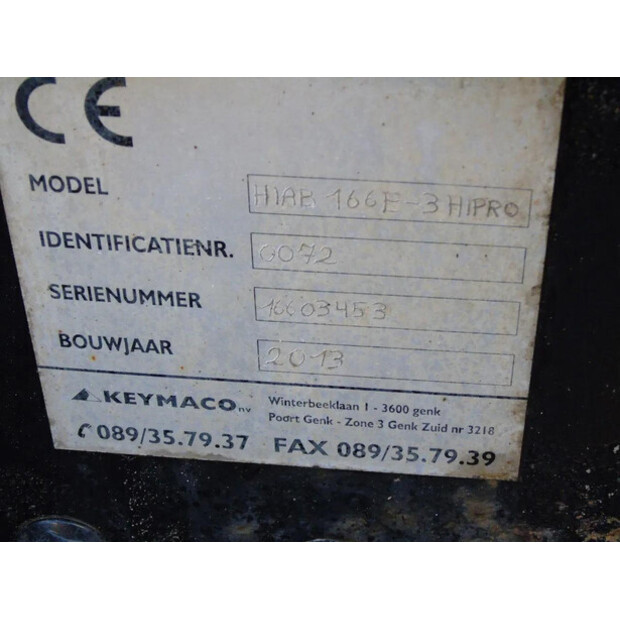 CE
MODEL HIAB 166E-3 HIPRO
IDENTIFICATIENR. 0072
SERIENUMMER 16603453
BOUWJAAR 2013
KEYMACO nv Winterbeeklaan 1 - 3600 genk
Poort Genk - Zone 3 Genk Zuid nr 3218
089/35.79.37 FAX 089/35.79.39